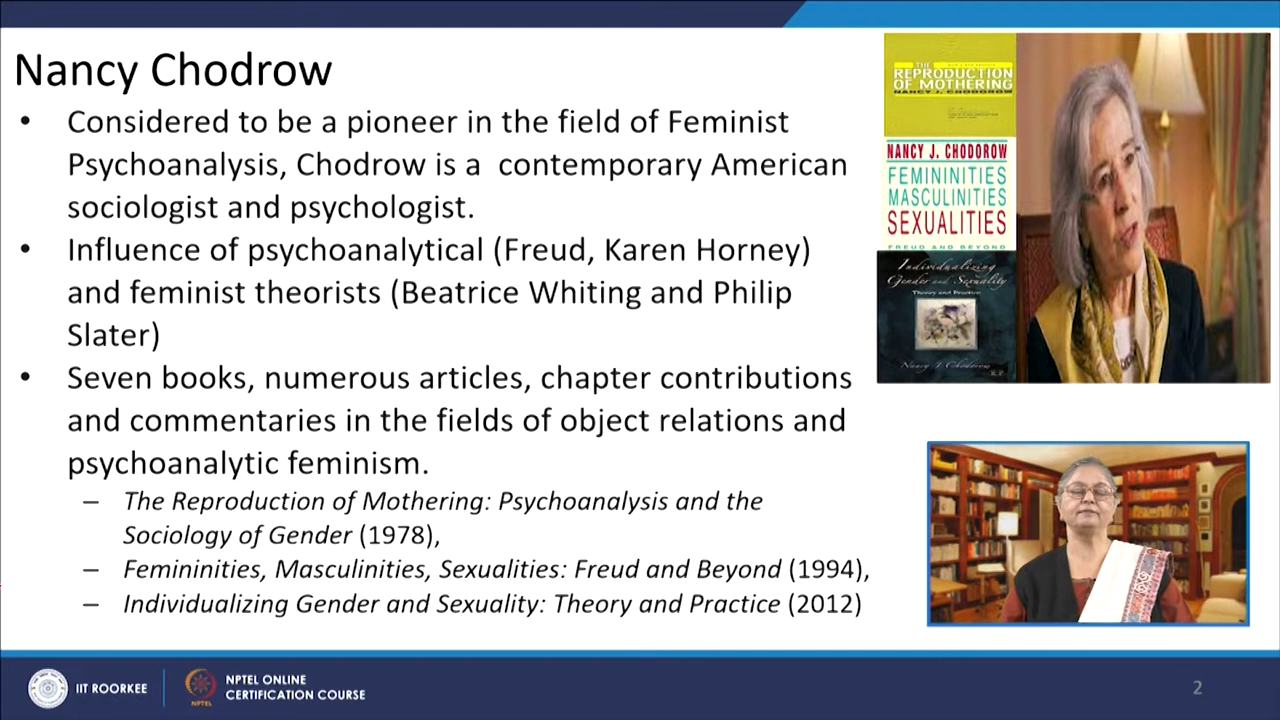 Nancy Chodrow
• Considered to be a pioneer in the field of Feminist
Psychoanalysis, Chodrow is a contemporary American
sociologist and psychologist.
• Influence of psychoanalytical (Freud, Karen Horney)
and feminist theorists (Beatrice Whiting and Philip
Slater)
• Seven books, numerous articles, chapter contributions
and commentaries in the fields of object relations and
psychoanalytic feminism.
– The Reproduction of Mothering: Psychoanalysis and the
Sociology of Gender (1978),
– Femininities, Masculinities, Sexualities: Freud and Beyond (1994),
– Individualizing Gender and Sexuality: Theory and Practice (2012)
THE
REPRODUCTION
OF MOTHERING
NANCY J. CHODOROW
NANCY J. CHODOROW
FEMININITIES
MASCULINITIES
SEXUALITIES
FREUD AND BEYOND
Individualizing
Gender and Sexuality
Theory and Practice
Nancy J. Chodorow
IIT ROORKEE
NPTEL
NPTEL ONLINE
CERTIFICATION COURSE
2